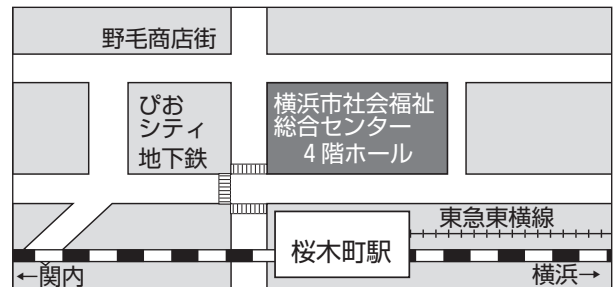 野毛商店街
ぴお
シティ
地下鉄
横浜市社会福祉
総合センター
4階ホール
東急東横線
桜木町駅
←関内
横浜→